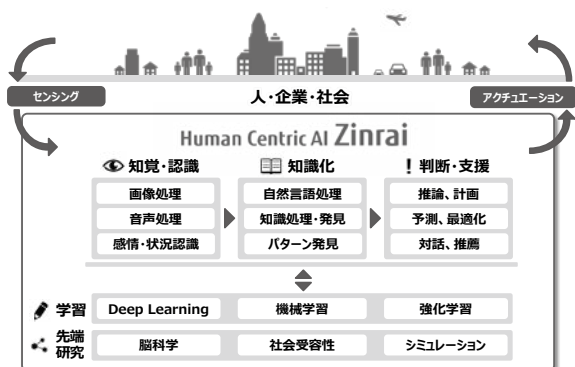 センシング
人・企業・社会
アクチュエーション
Human Centric AI Zinrai
知覚・認識
知識化
!判断・支援
画像処理
自然言語処理
推論、計画
音声処理
知識処理・発見
予測、最適化
感情・状況認識
パターン発見
対話、推薦
学習
Deep Learning
機械学習
強化学習
先端
研究
脳科学
社会受容性
シミュレーション